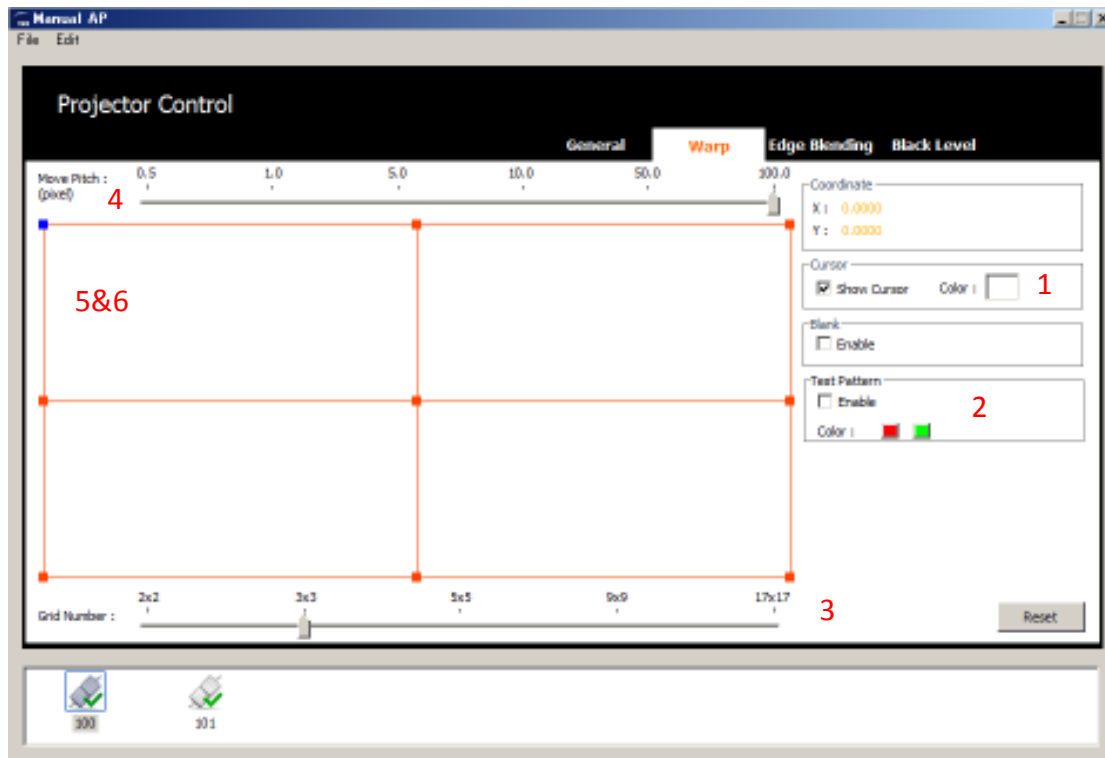 Manual AP
File Edit
Projector Control
General Warp Edge Blending Black Level
Move Pitch :
(pixel)
0.5 1.0 5.0 10.0 50.0 100.0
4
Coordinate
X : 0.0000
Y : 0.0000
Cursor
Show Cursor Color : 1
5&6
Blank
Enable
Test Pattern
Enable
2
Color :
2x2 3x3 5x5 9x9 17x17
Grid Number :
3
Reset
100 101